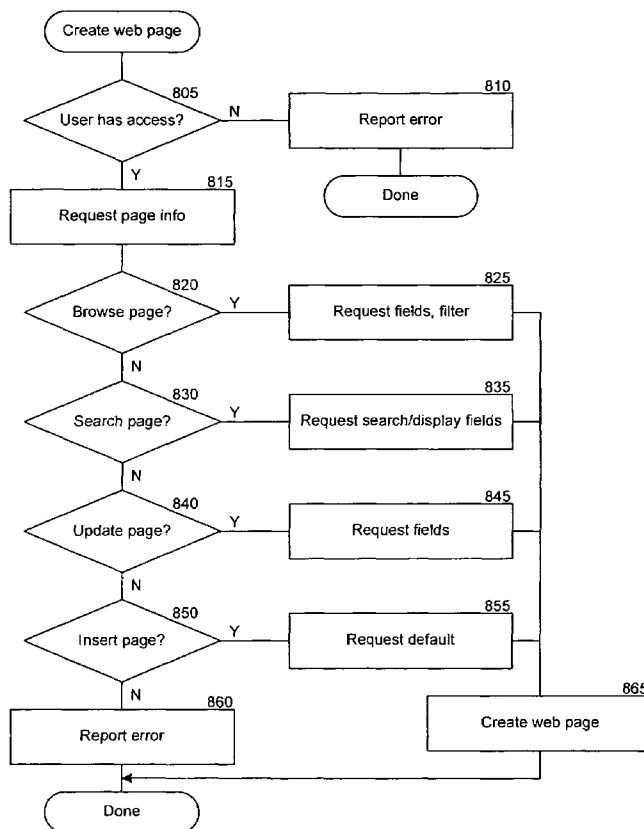 Create web page
805
User has access?
N
810
Report error
Done
Y
815
Request page info
820
Browse page?
Y
825
Request fields, filter
N
830
Search page?
Y
835
Request search/display fields
N
840
Update page?
Y
845
Request fields
N
850
Insert page?
Y
855
Request default
N
860
Report error
865
Create web page
Done